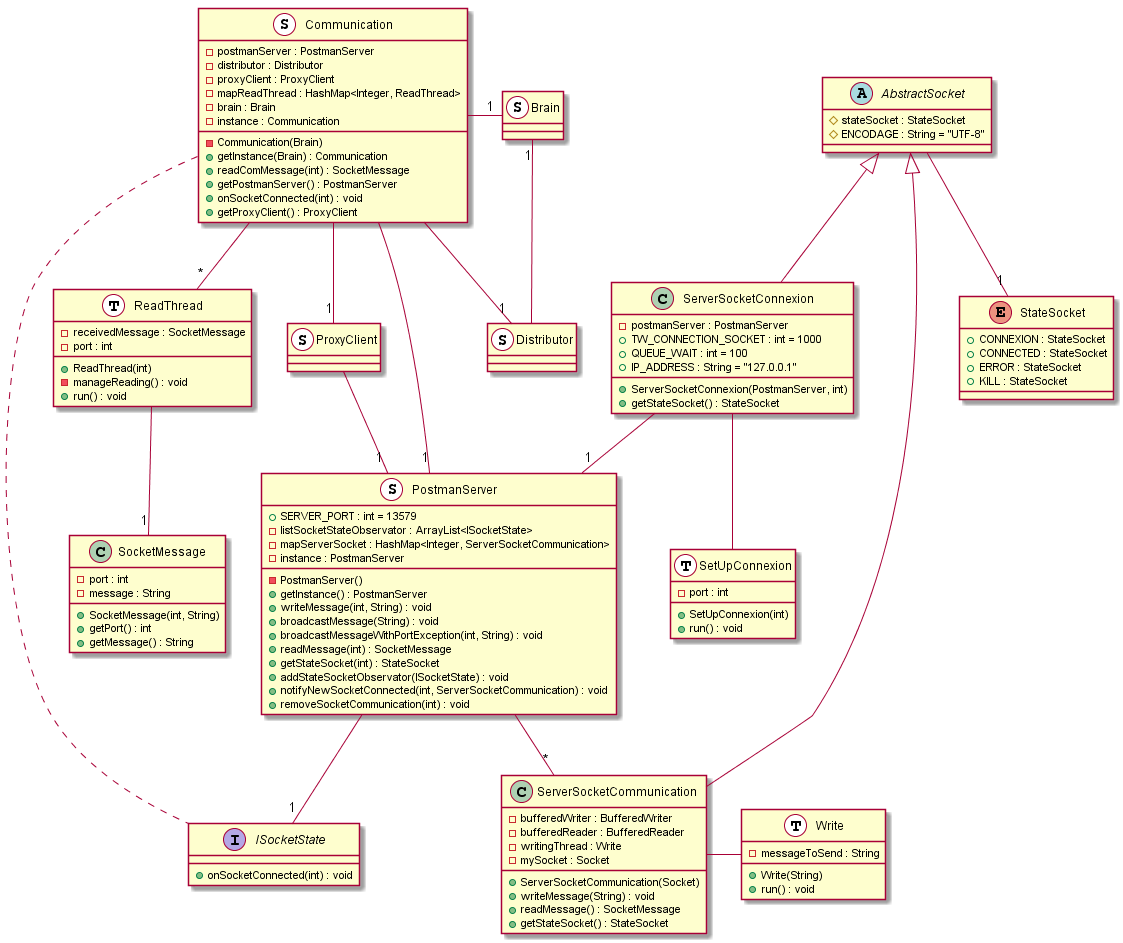 S Communication
postmanServer : PostmanServer
distributor : Distributor
proxyClient : ProxyClient
mapReadThread : HashMap<Integer, ReadThread>
brain : Brain
instance : Communication
Communication(Brain)
getInstance(Brain) : Communication
readComMessage(int) : SocketMessage
getPostmanServer() : PostmanServer
onSocketConnected(int) : void
getProxyClient() : ProxyClient
1
S Brain
1
A AbstractSocket
stateSocket : StateSocket
ENCODAGE : String = "UTF-8"
*
T ReadThread
receivedMessage : SocketMessage
port : int
ReadThread(int)
manageReading() : void
run() : void
1
S ProxyClient
1
S Distributor
C ServerSocketConnexion
postmanServer : PostmanServer
TW_CONNECTION_SOCKET : int = 1000
QUEUE_WAIT : int = 100
IP_ADDRESS : String = "127.0.0.1"
ServerSocketConnexion(PostmanServer, int)
getStateSocket() : StateSocket
1
E StateSocket
CONNEXION : StateSocket
CONNECTED : StateSocket
ERROR : StateSocket
KILL : StateSocket
1
1
1
S PostmanServer
SERVER_PORT : int = 13579
listSocketStateObservator : ArrayList<ISocketState>
mapServerSocket : HashMap<Integer, ServerSocketCommunication>
instance : PostmanServer
PostmanServer()
getInstance() : PostmanServer
writeMessage(int, String) : void
broadcastMessage(String) : void
broadcastMessageWithPortException(int, String) : void
readMessage(int) : SocketMessage
getStateSocket(int) : StateSocket
addStateSocketObservator(ISocketState) : void
notifyNewSocketConnected(int, ServerSocketCommunication) : void
removeSocketCommunication(int) : void
1
C SocketMessage
port : int
message : String
SocketMessage(int, String)
getPort() : int
getMessage() : String
T SetUpConnexion
port : int
SetUpConnexion(int)
run() : void
1
I ISocketState
onSocketConnected(int) : void
*
C ServerSocketCommunication
bufferedWriter : BufferedWriter
bufferedReader : BufferedReader
writingThread : Write
mySocket : Socket
ServerSocketCommunication(Socket)
writeMessage(String) : void
readMessage() : SocketMessage
getStateSocket() : StateSocket
T Write
messageToSend : String
Write(String)
run() : void